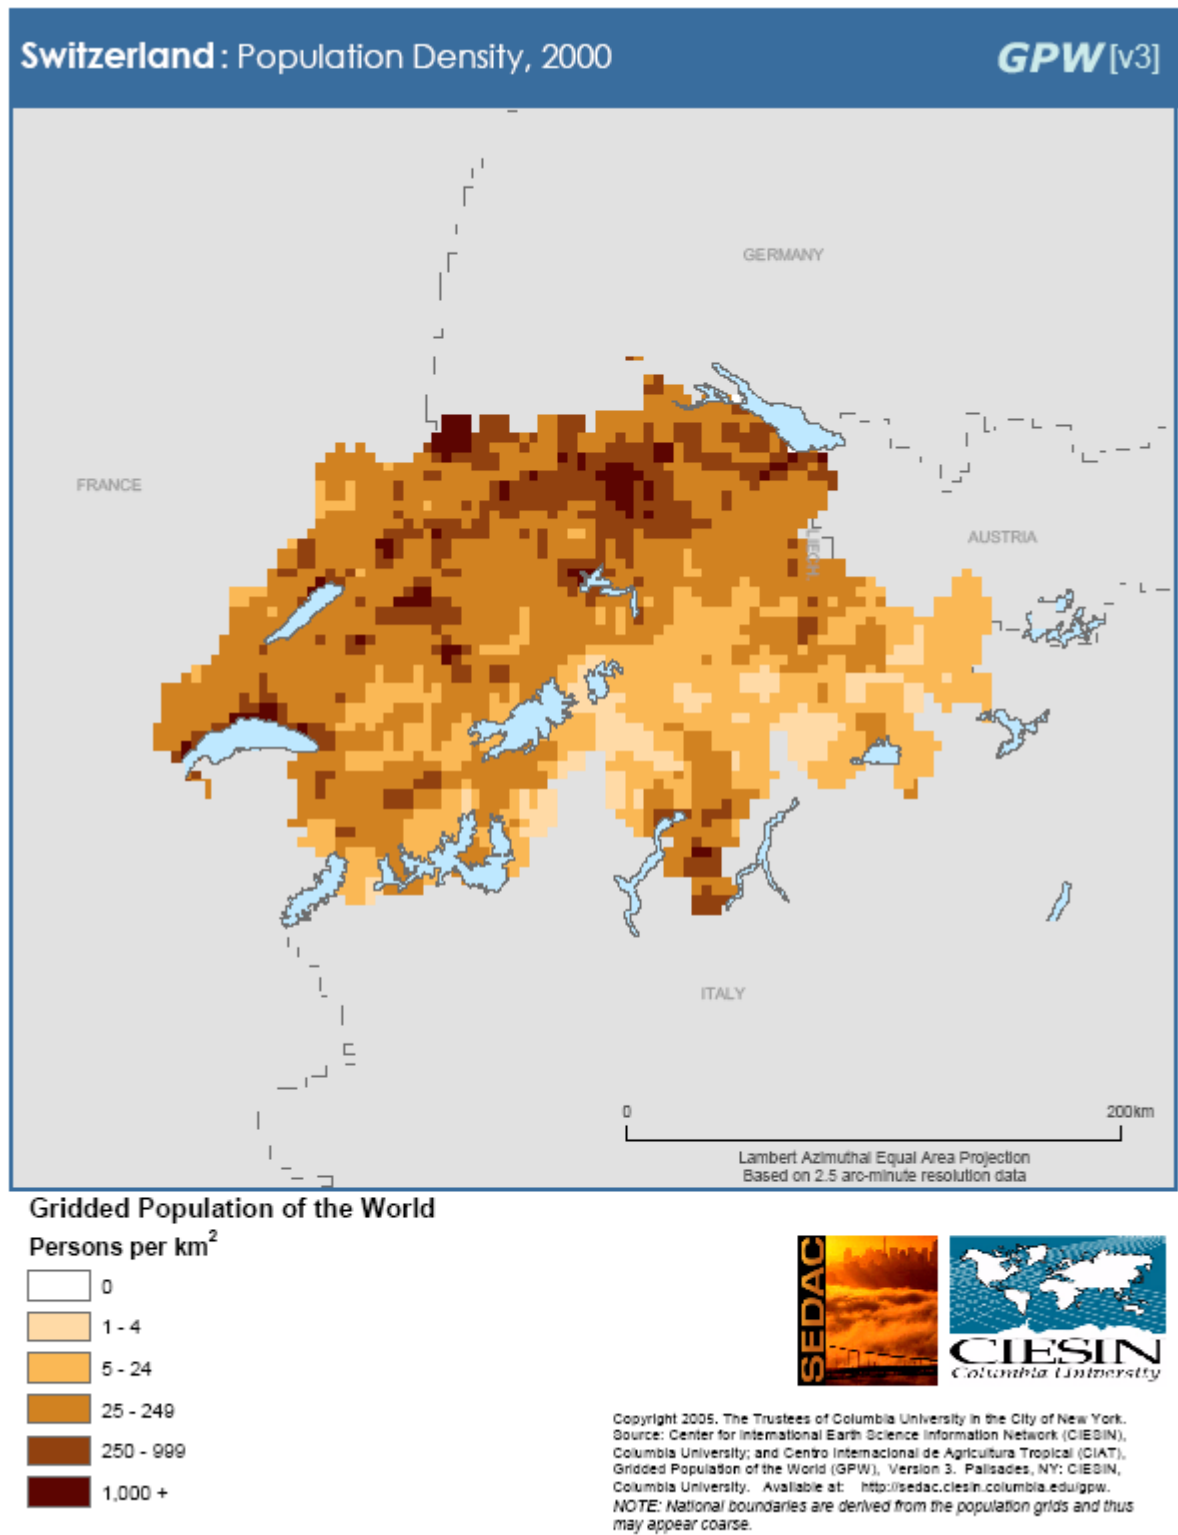 Switzerland : Population Density, 2000
GPW [v3]
GERMANY
FRANCE
AUSTRIA
LIECH.
ITALY
0 200km
Lambert Azimuthal Equal Area Projection
Based on 2.5 arc-minute resolution data
Gridded Population of the World
Persons per km²
0
1 - 4
5 - 24
25 - 249
250 - 999
1,000 +
SEDAC
CIESIN
Columbia University
Copyright 2005. The Trustees of Columbia University in the City of New York.
Source: Center for International Earth Science Information Network (CIESIN),
Columbia University; and Centro Internacional de Agricultura Tropical (CIAT),
Gridded Population of the World (GPW), Version 3. Palisades, NY: CIESIN,
Columbia University. Available at: http://sedac.ciesin.columbia.edu/gpw.
NOTE: National boundaries are derived from the population grids and thus
may appear coarse.